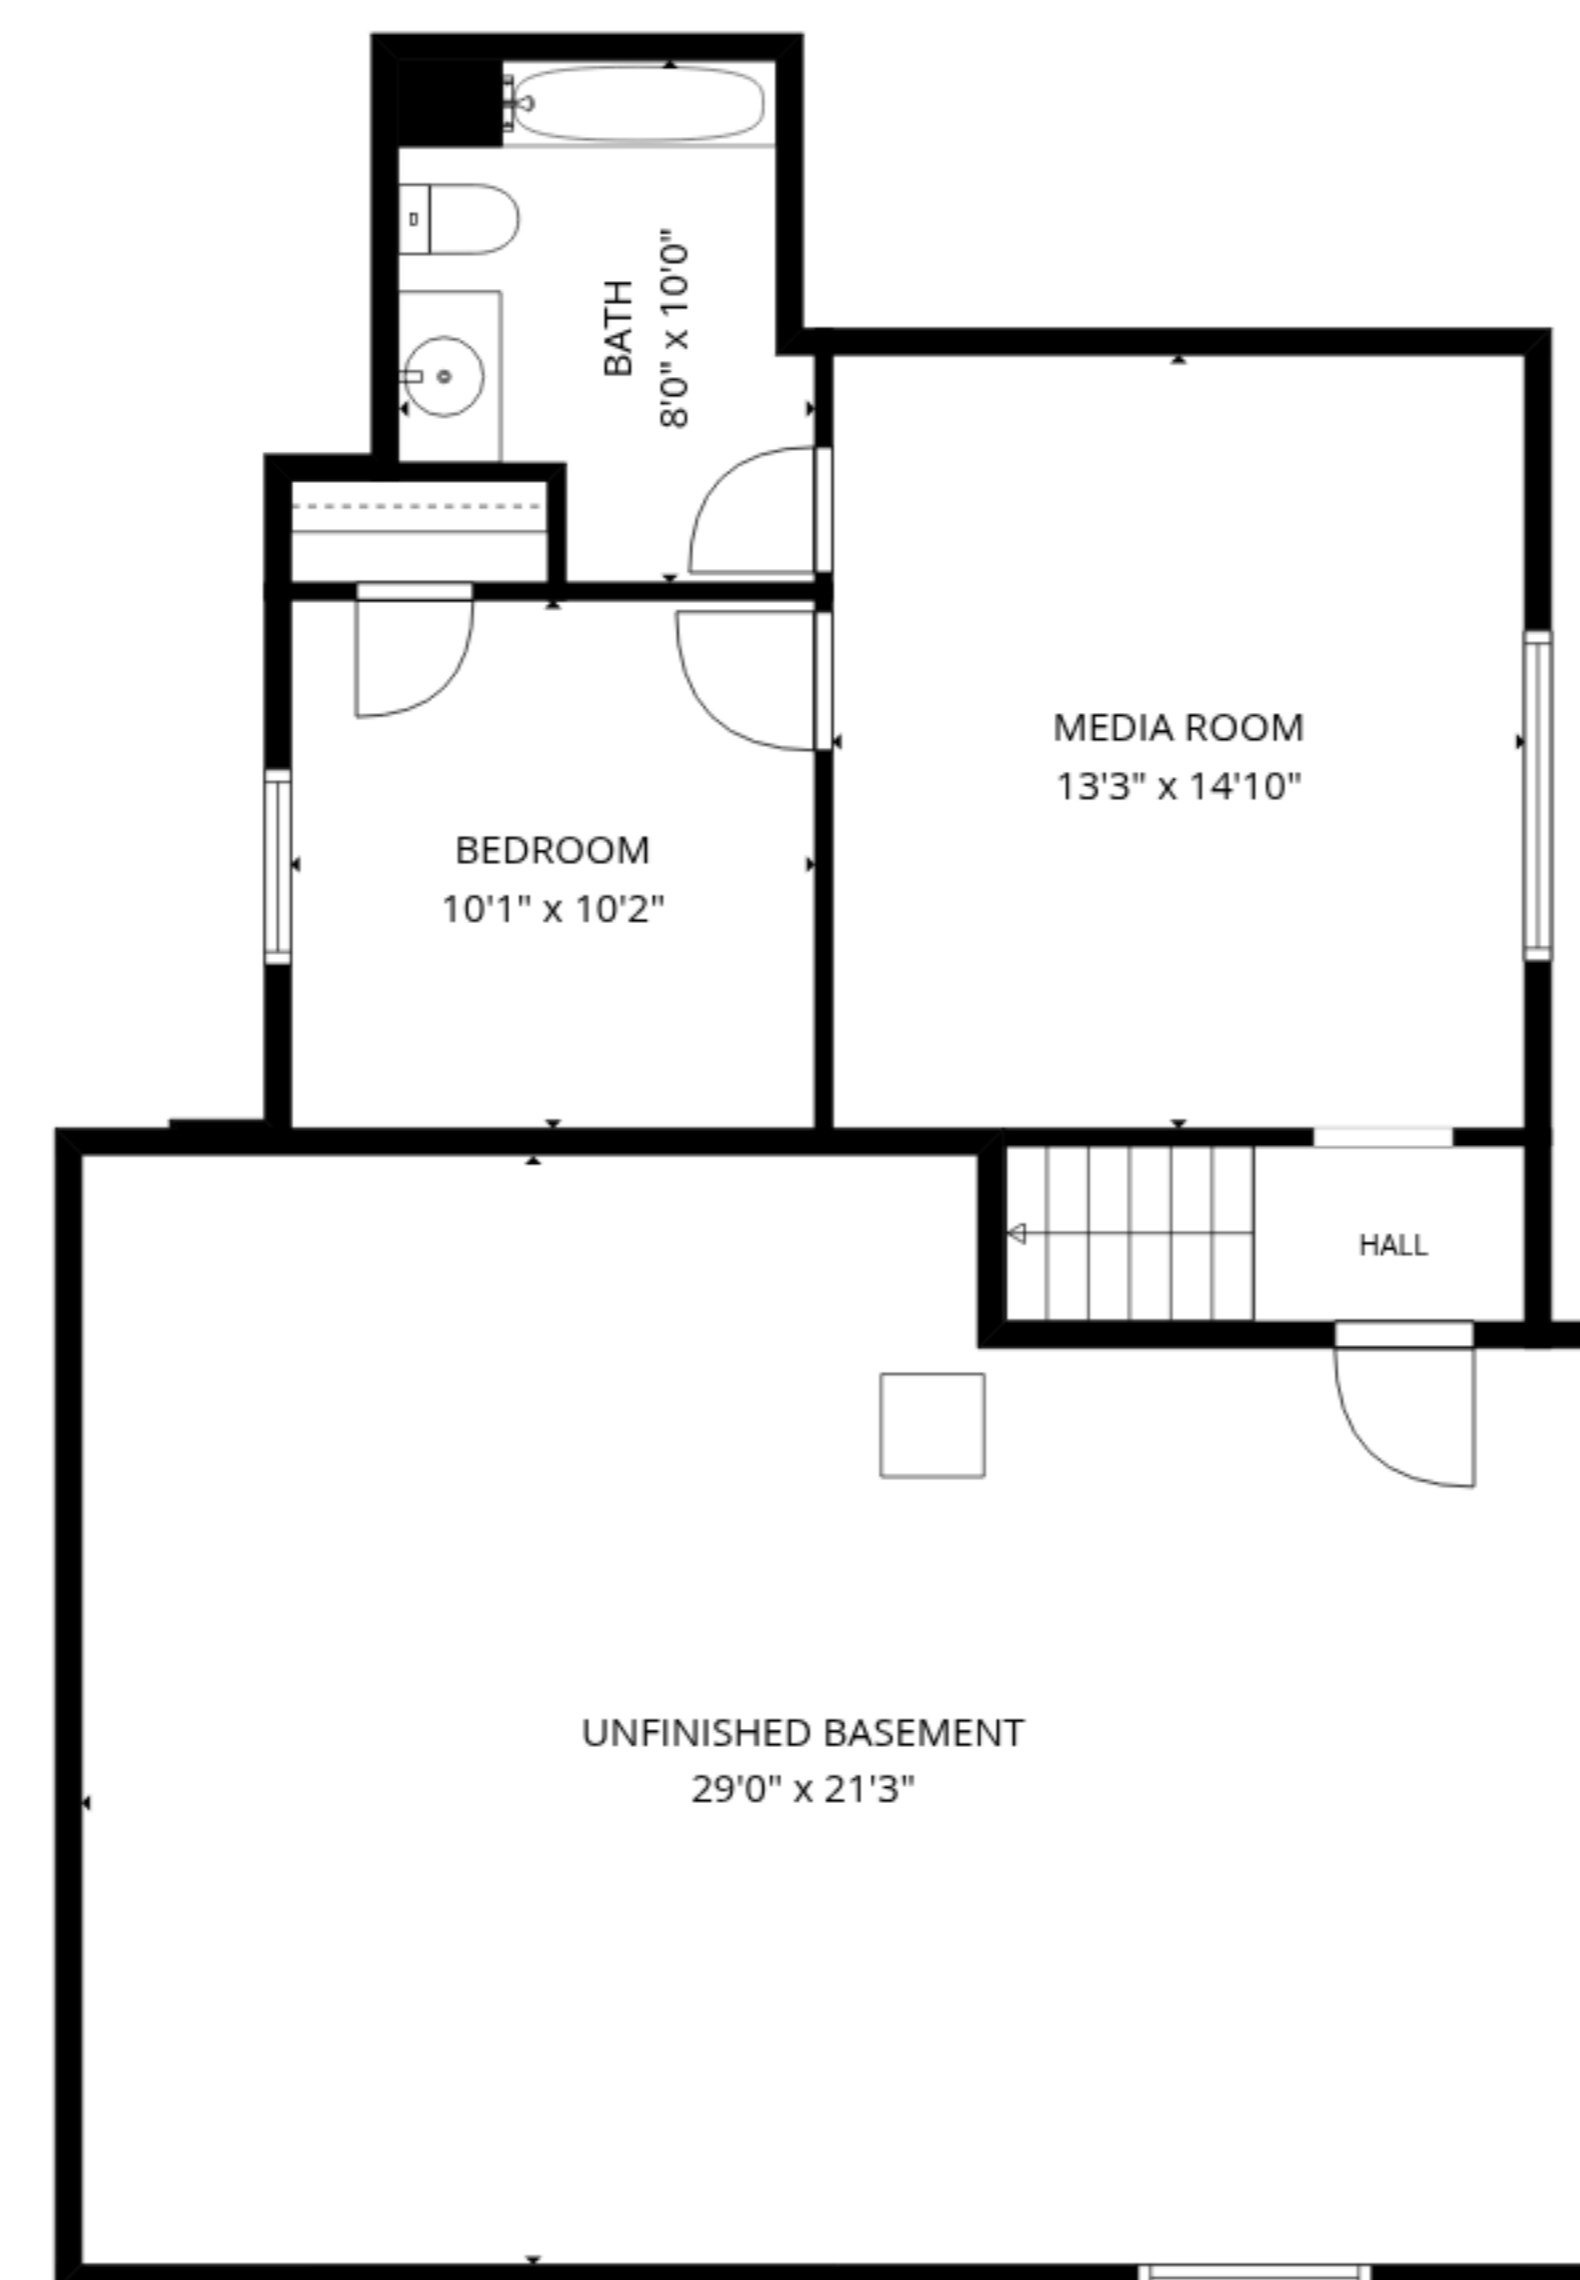 BATH
8'0" x 10'0"
MEDIA ROOM
13'3" x 14'10"
BEDROOM
10'1" x 10'2"
HALL
UNFINISHED BASEMENT
29'0" x 21'3"